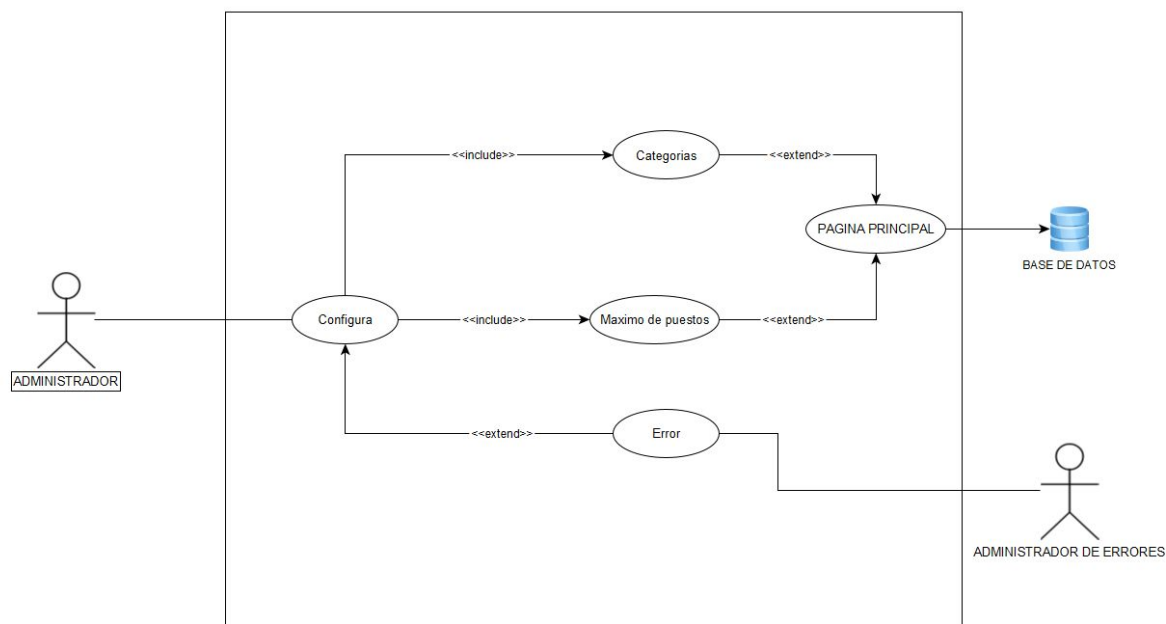 <<include>>
Categorias
<<extend>>
PAGINA PRINCIPAL
BASE DE DATOS
Configura
<<include>>
Maximo de puestos
<<extend>>
ADMINISTRADOR
<<extend>>
Error
ADMINISTRADOR DE ERRORES